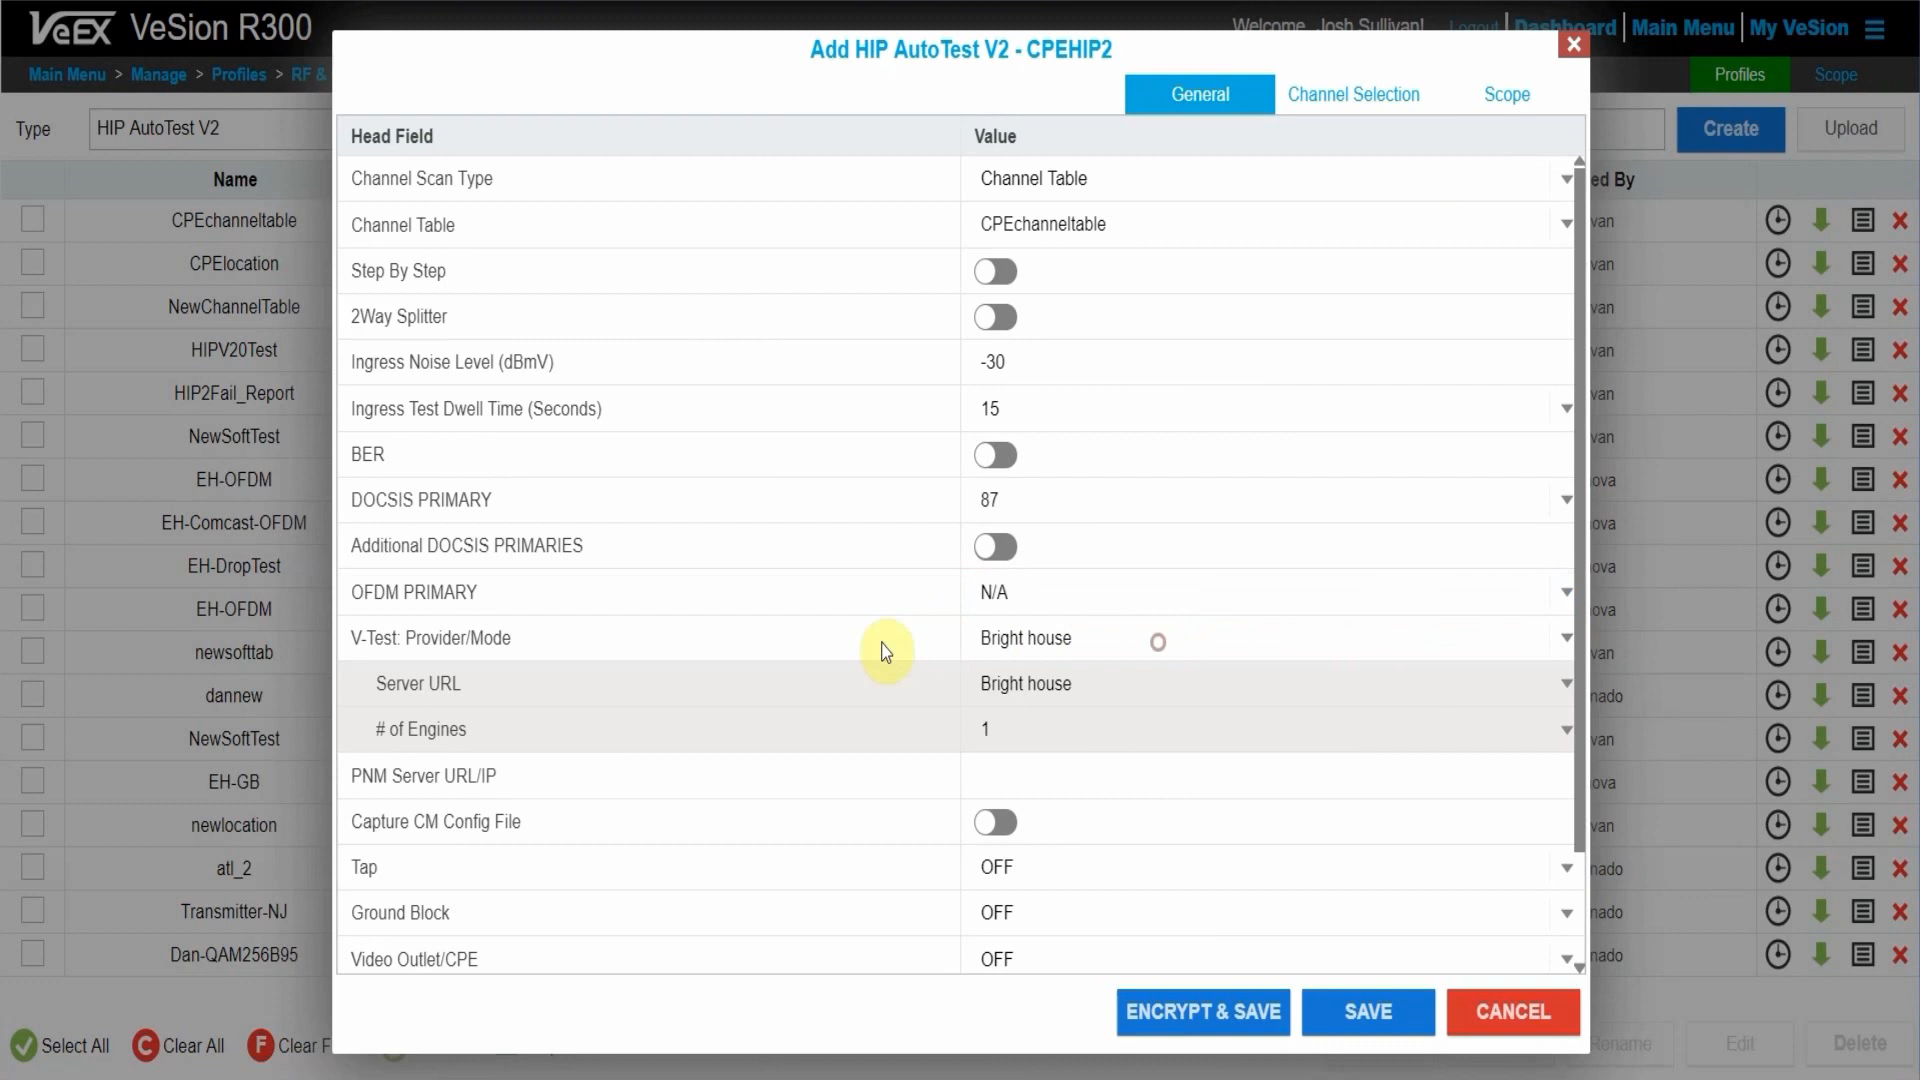 VeEX VeSion R300
Welcome, Josh Sullivan! Logout Dashboard Main Menu My VeSion
Main Menu > Manage > Profiles > RF &
Profiles Scope
Add HIP AutoTest V2 - CPEHIP2
General Channel Selection Scope
Type HIP AutoTest V2 Create Upload
Head Field Value
Name
Channel Scan Type Channel Table
CPEchanneltable
Channel Table CPEchanneltable
CPElocation
Step By Step
NewChannelTable
2Way Splitter
HIPV20Test
Ingress Noise Level (dBmV) -30
HIP2Fail_Report
Ingress Test Dwell Time (Seconds) 15
NewSoftTest
BER
EH-OFDM
DOCSIS PRIMARY 87
EH-Comcast-OFDM
Additional DOCSIS PRIMARIES
EH-DropTest
OFDM PRIMARY N/A
EH-OFDM
V-Test: Provider/Mode Bright house
newsofttab
Server URL Bright house
dannew
# of Engines 1
NewSoftTest
PNM Server URL/IP
EH-GB
Capture CM Config File
newlocation
Tap OFF
atl_2
Ground Block OFF
Transmitter-NJ
Video Outlet/CPE OFF
Dan-QAM256B95
ENCRYPT & SAVE SAVE CANCEL
Select All C Clear All F Clear F Rename Edit Delete